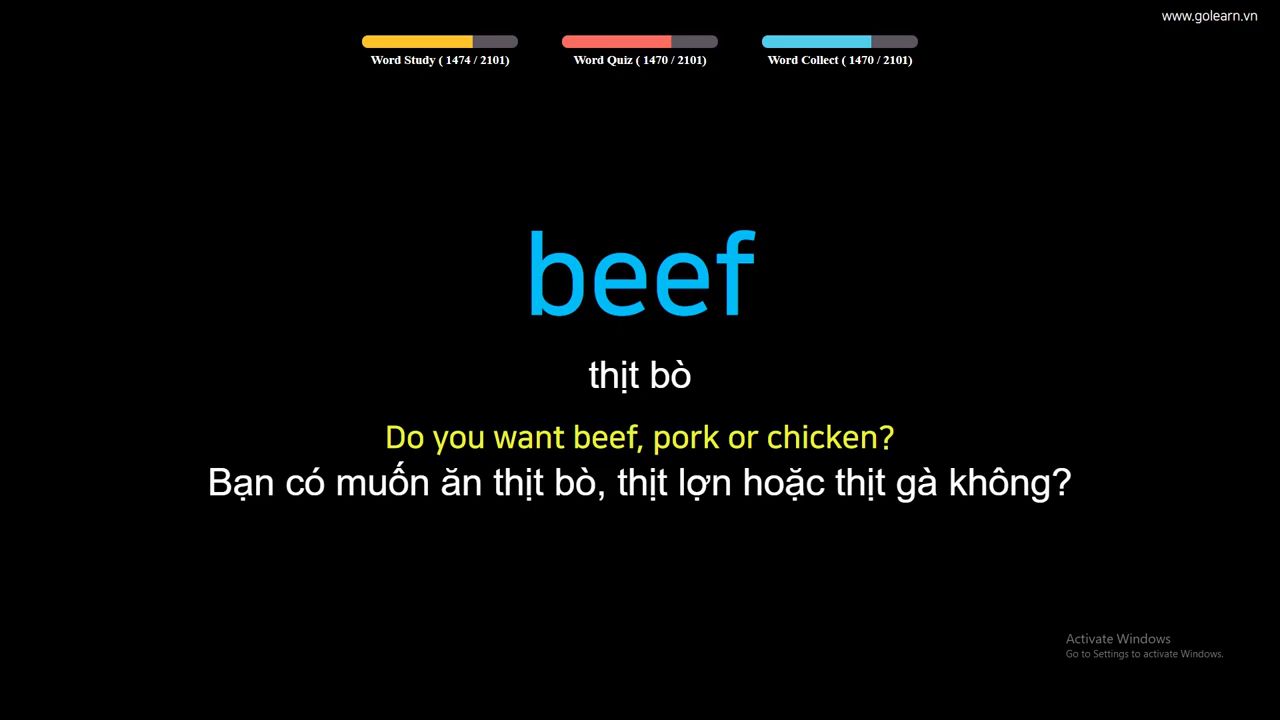 www.golearn.vn
Word Study ( 1474 / 2101)
Word Quiz ( 1470 / 2101)
Word Collect ( 1470 / 2101)
beef
thịt bò
Do you want beef, pork or chicken?
Bạn có muốn ăn thịt bò, thịt lợn hoặc thịt gà không?
Activate Windows
Go to Settings to activate Windows.